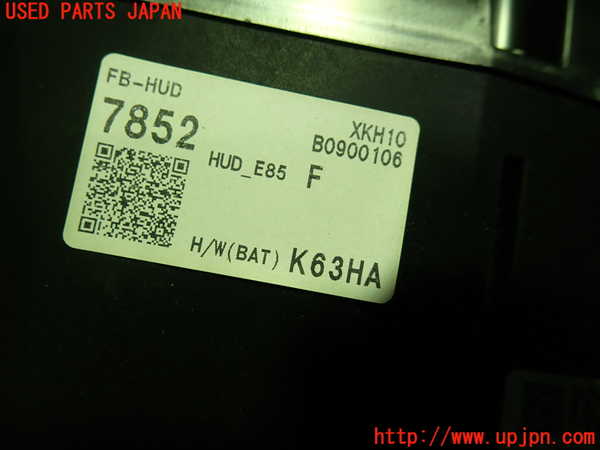 USED PARTS JAPAN
FB-HUD
7852
XKH10
B0900106
HUD_E85 F
H/W(BAT) K63HA
http://www.upjpn.com/